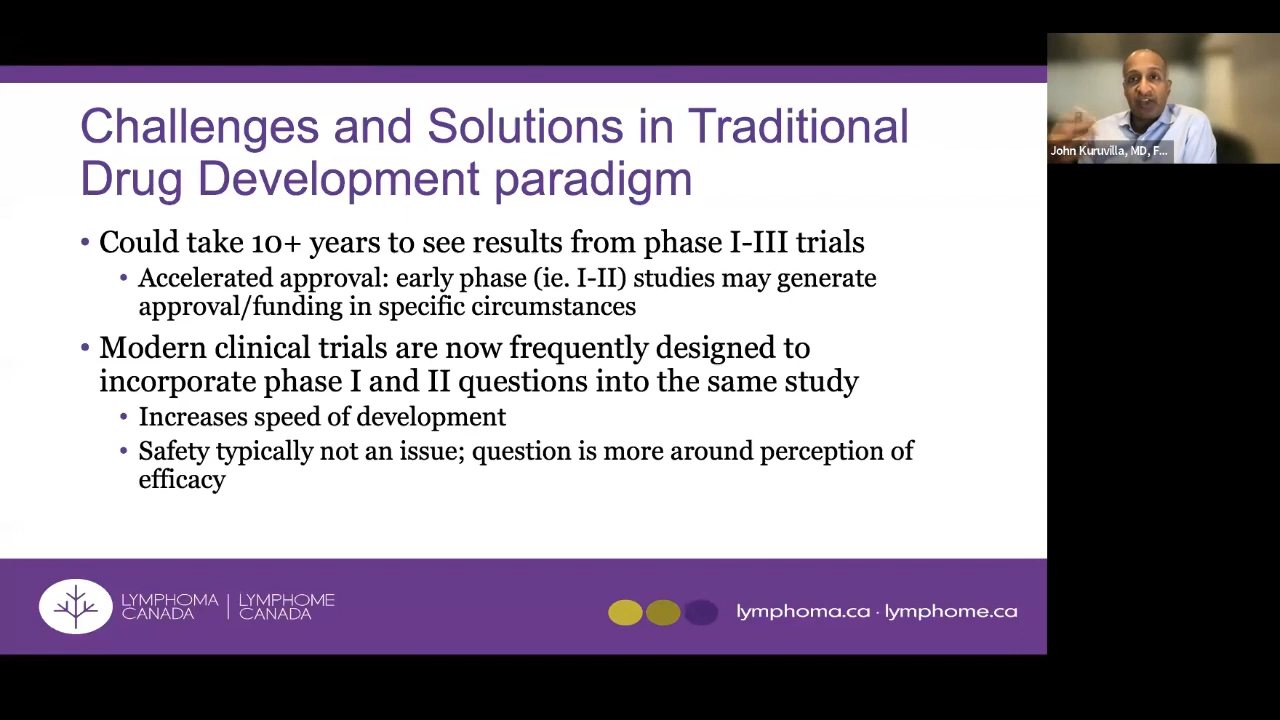 Challenges and Solutions in Traditional
Drug Development paradigm
• Could take 10+ years to see results from phase I-III trials
• Accelerated approval: early phase (ie. I-II) studies may generate
approval/funding in specific circumstances
• Modern clinical trials are now frequently designed to
incorporate phase I and II questions into the same study
• Increases speed of development
• Safety typically not an issue; question is more around perception of
efficacy
John Kuruvilla, MD, F...
LYMPHOMA | LYMPHOME
CANADA | CANADA
lymphoma.ca · lymphome.ca